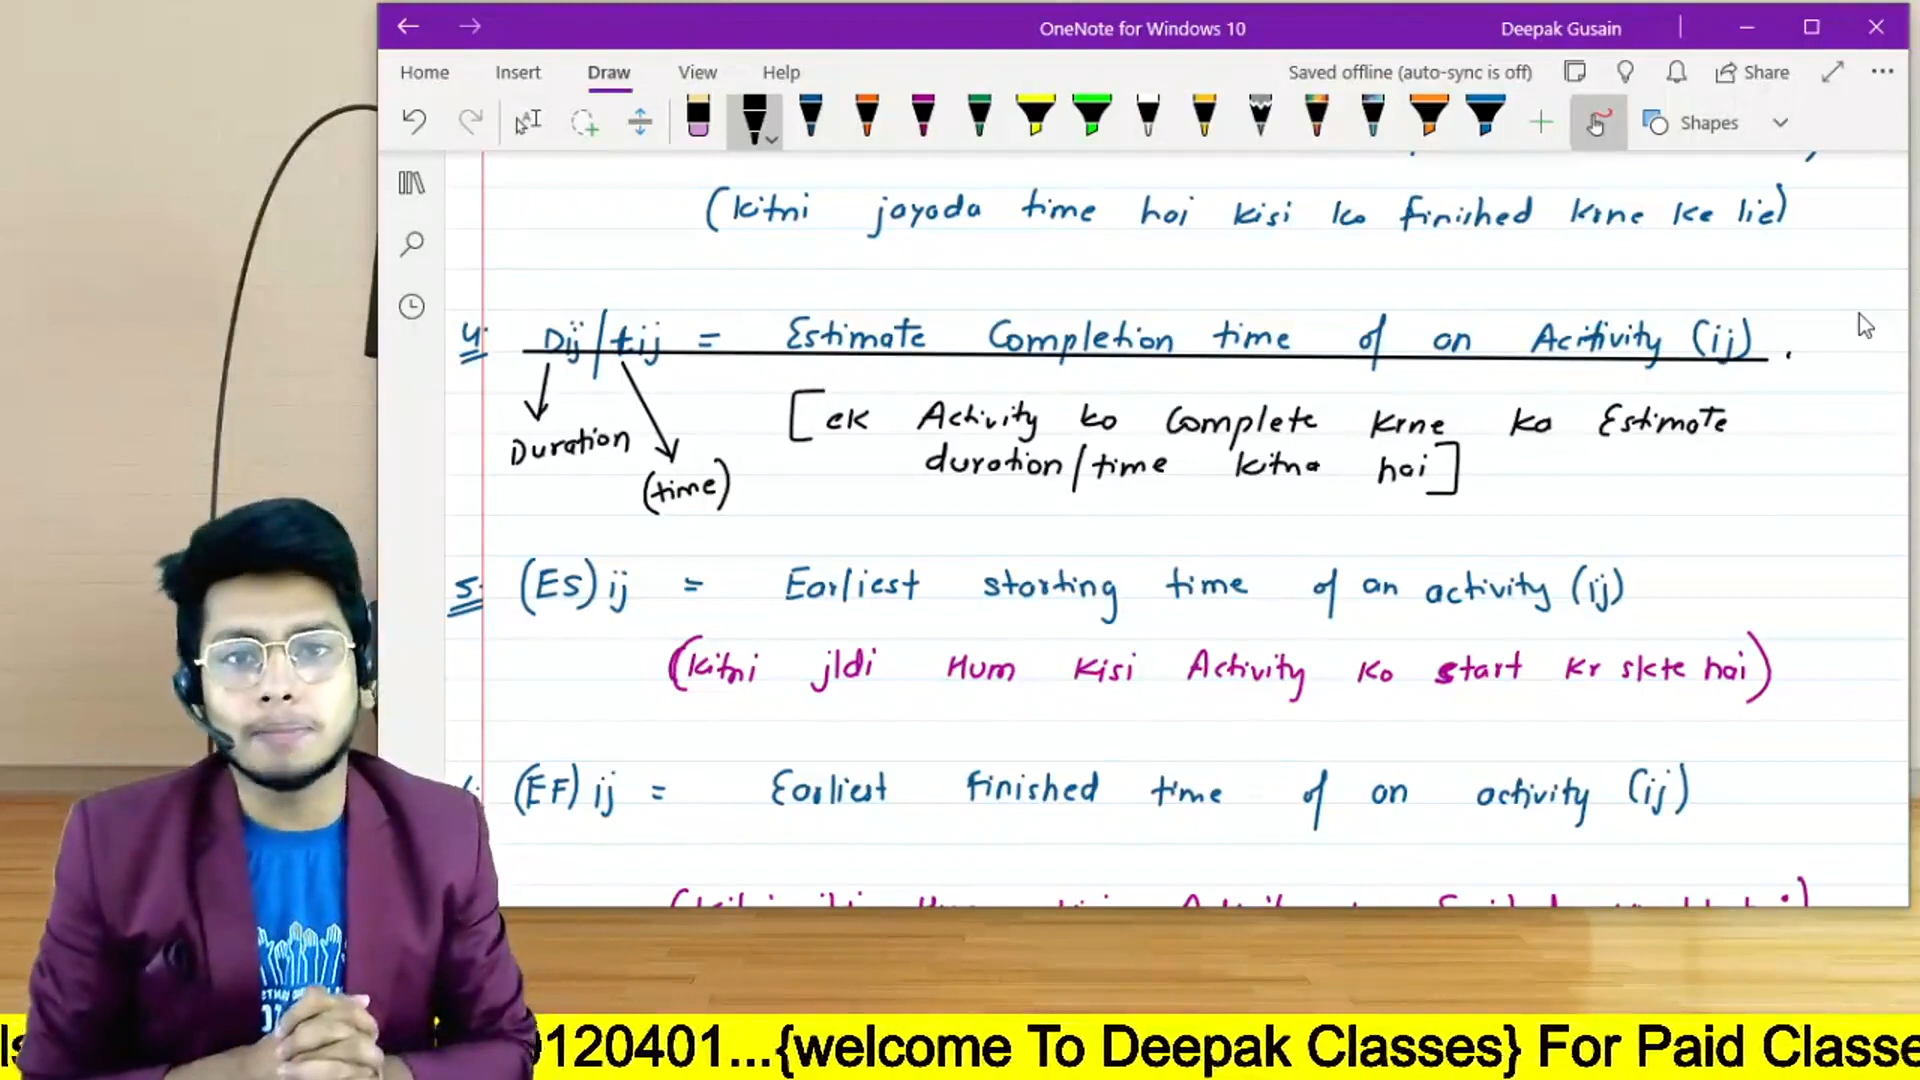 OneNote for Windows 10
Deepak Gusain
Home Insert Draw View Help
Saved offline (auto-sync is off)
Share
Shapes
(kitni jayada time hai kisi ko finished krne ke lie)
4. Dij/tij = Estimate Completion time of an Acitivity (ij).
Duration
(time)
[ek Activity ko Complete krne ka Estimate
duration/time kitna hai]
5. (ES) ij = Earliest starting time of an activity (ij)
(kitni jldi Hum kisi Activity ko start kr skte hai)
(EF) ij = Earliest finished time of an activity (ij)
120401...{welcome To Deepak Classes} For Paid Classe